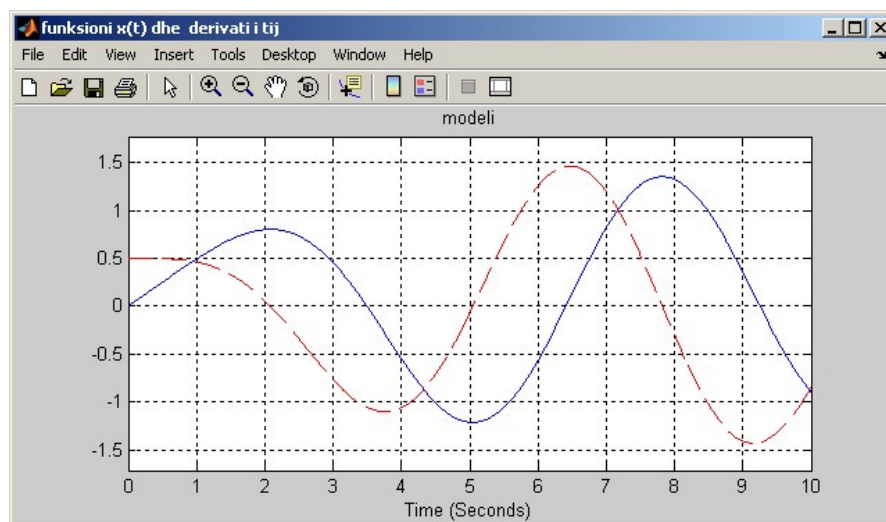 funksioni x(t) dhe derivati i tij
File Edit View Insert Tools Desktop Window Help
modeli
1.5
1
0.5
0
-0.5
-1
-1.5
0 1 2 3 4 5 6 7 8 9 10
Time (Seconds)